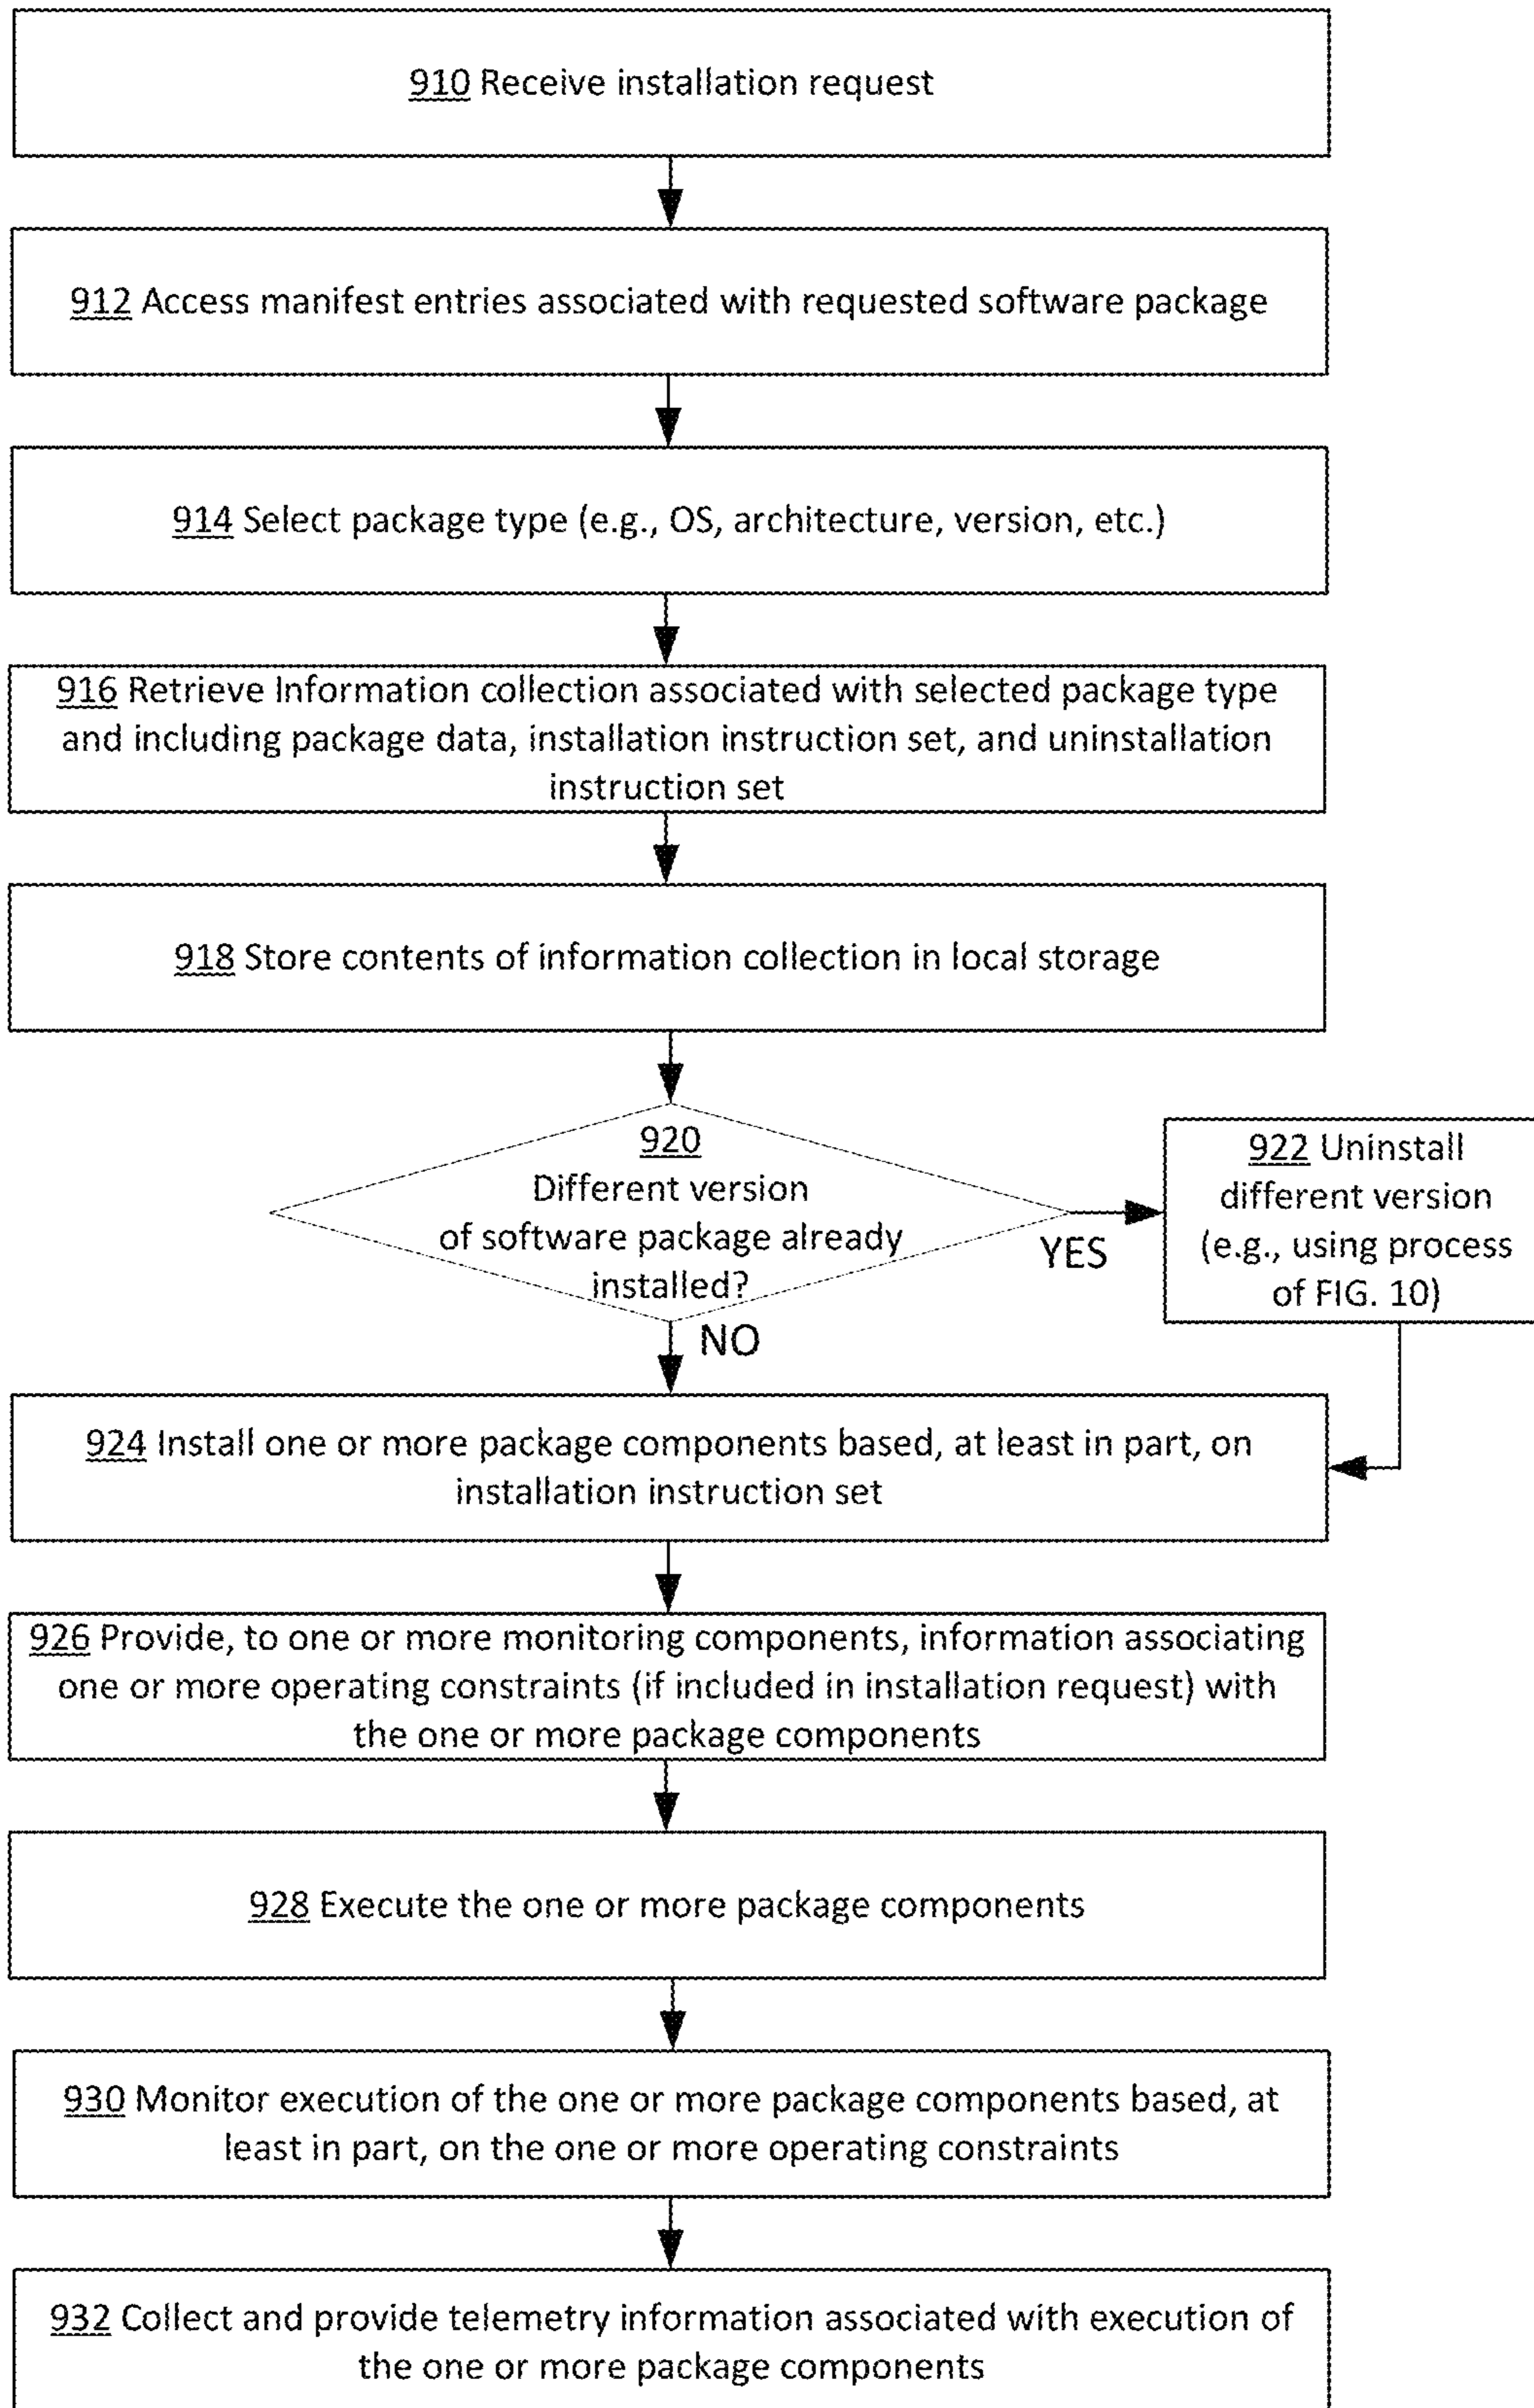 910 Receive installation request
912 Access manifest entries associated with requested software package
914 Select package type (e.g., OS, architecture, version, etc.)
916 Retrieve Information collection associated with selected package type
and including package data, installation instruction set, and uninstallation
instruction set
918 Store contents of information collection in local storage
920
Different version
of software package already
installed?
YES
922 Uninstall
different version
(e.g., using process
of FIG. 10)
NO
924 Install one or more package components based, at least in part, on
installation instruction set
926 Provide, to one or more monitoring components, information associating
one or more operating constraints (if included in installation request) with
the one or more package components
928 Execute the one or more package components
930 Monitor execution of the one or more package components based, at
least in part, on the one or more operating constraints
932 Collect and provide telemetry information associated with execution of
the one or more package components